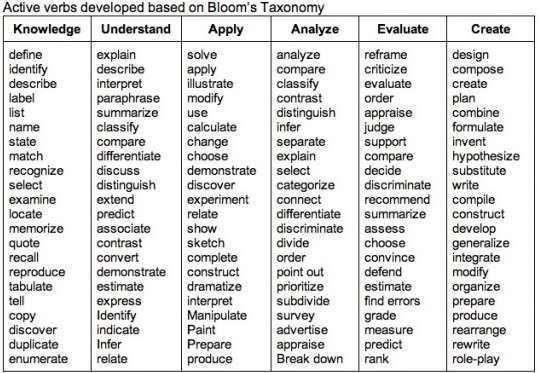 Active verbs developed based on Bloom's Taxonomy
Knowledge Understand Apply Analyze Evaluate Create
define explain solve analyze reframe design
identify describe apply compare criticize compose
describe interpret illustrate classify evaluate create
label paraphrase modify contrast order plan
list summarize use distinguish appraise combine
name classify calculate infer judge formulate
state compare change separate support invent
match differentiate choose explain compare hypothesize
recognize discuss demonstrate select decide substitute
select distinguish discover categorize discriminate write
examine extend experiment connect recommend compile
locate predict relate differentiate summarize construct
memorize associate show discriminate assess develop
quote contrast sketch divide choose generalize
recall convert complete order convince integrate
reproduce demonstrate construct point out defend modify
tabulate estimate dramatize prioritize estimate organize
tell express interpret subdivide find errors prepare
copy Identify Manipulate survey grade produce
discover indicate Paint advertise measure rearrange
duplicate Infer Prepare appraise predict rewrite
enumerate relate produce Break down rank role-play